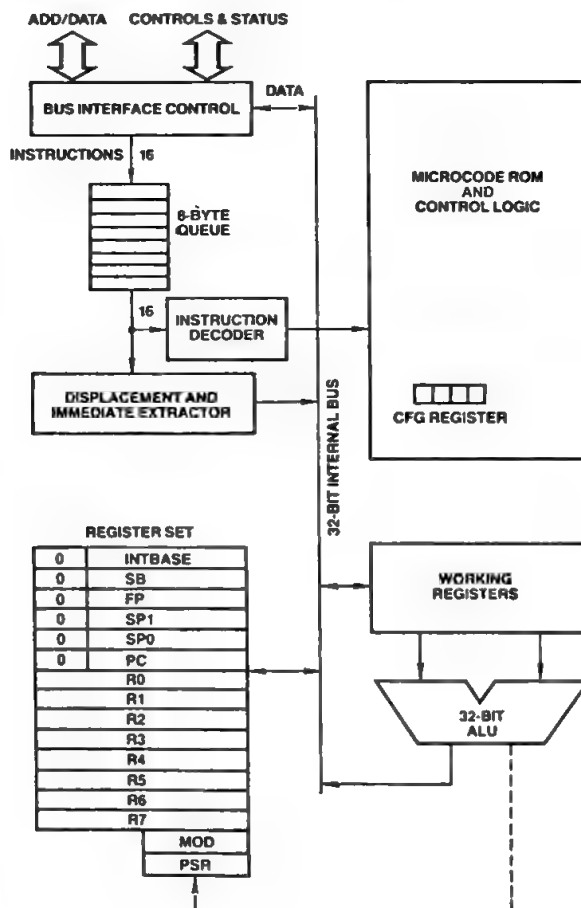 ADD/DATA CONTROLS & STATUS
BUS INTERFACE CONTROL
DATA
INSTRUCTIONS 16
8-BYTE
QUEUE
16
INSTRUCTION
DECODER
DISPLACEMENT AND
IMMEDIATE EXTRACTOR
MICROCODE ROM
AND
CONTROL LOGIC
CFG REGISTER
32-BIT INTERNAL BUS
REGISTER SET
0 INTBASE
0 SB
0 FP
0 SP1
0 SP0
0 PC
R0
R1
R2
R3
R4
R5
R6
R7
MOD
PSR
WORKING
REGISTERS
32-BIT
ALU